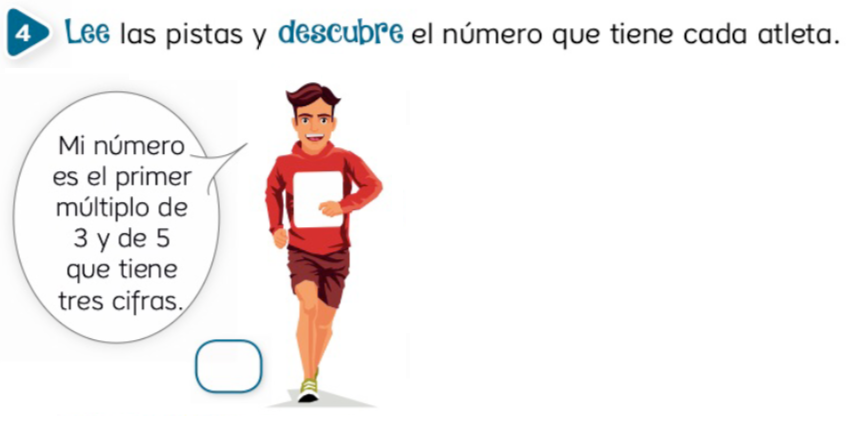 4 Lee las pistas y descubre el número que tiene cada atleta.
Mi número
es el primer
múltiplo de
3 y de 5
que tiene
tres cifras.